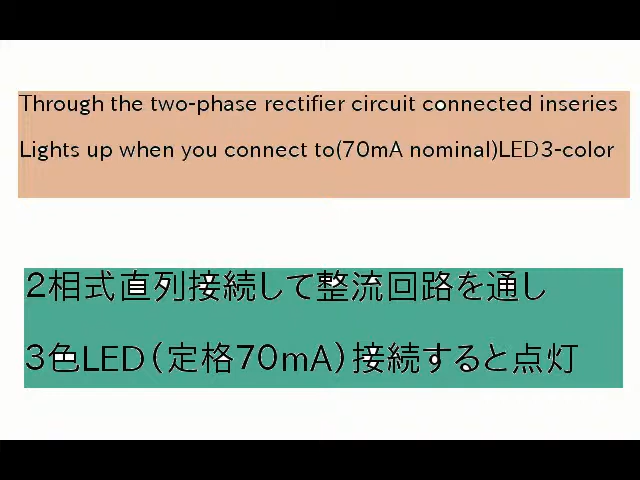 Through the two-phase rectifier circuit connected inseries
Lights up when you connect to(70mA nominal)LED3-color
2相式直列接続して整流回路を通し
3色LED(定格70mA)接続すると点灯